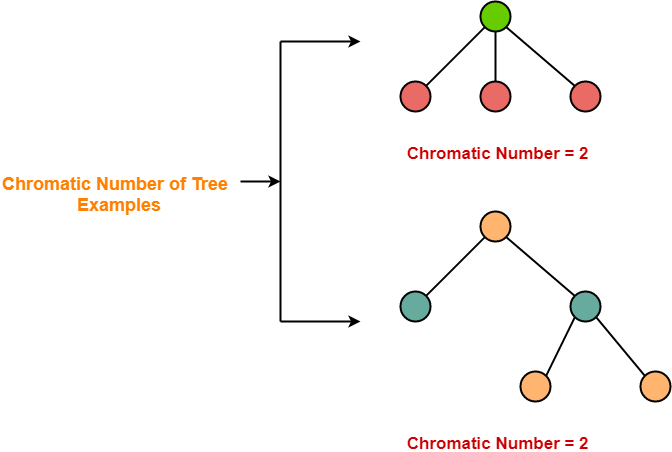 Chromatic Number = 2
Chromatic Number of Tree
Examples
Chromatic Number = 2